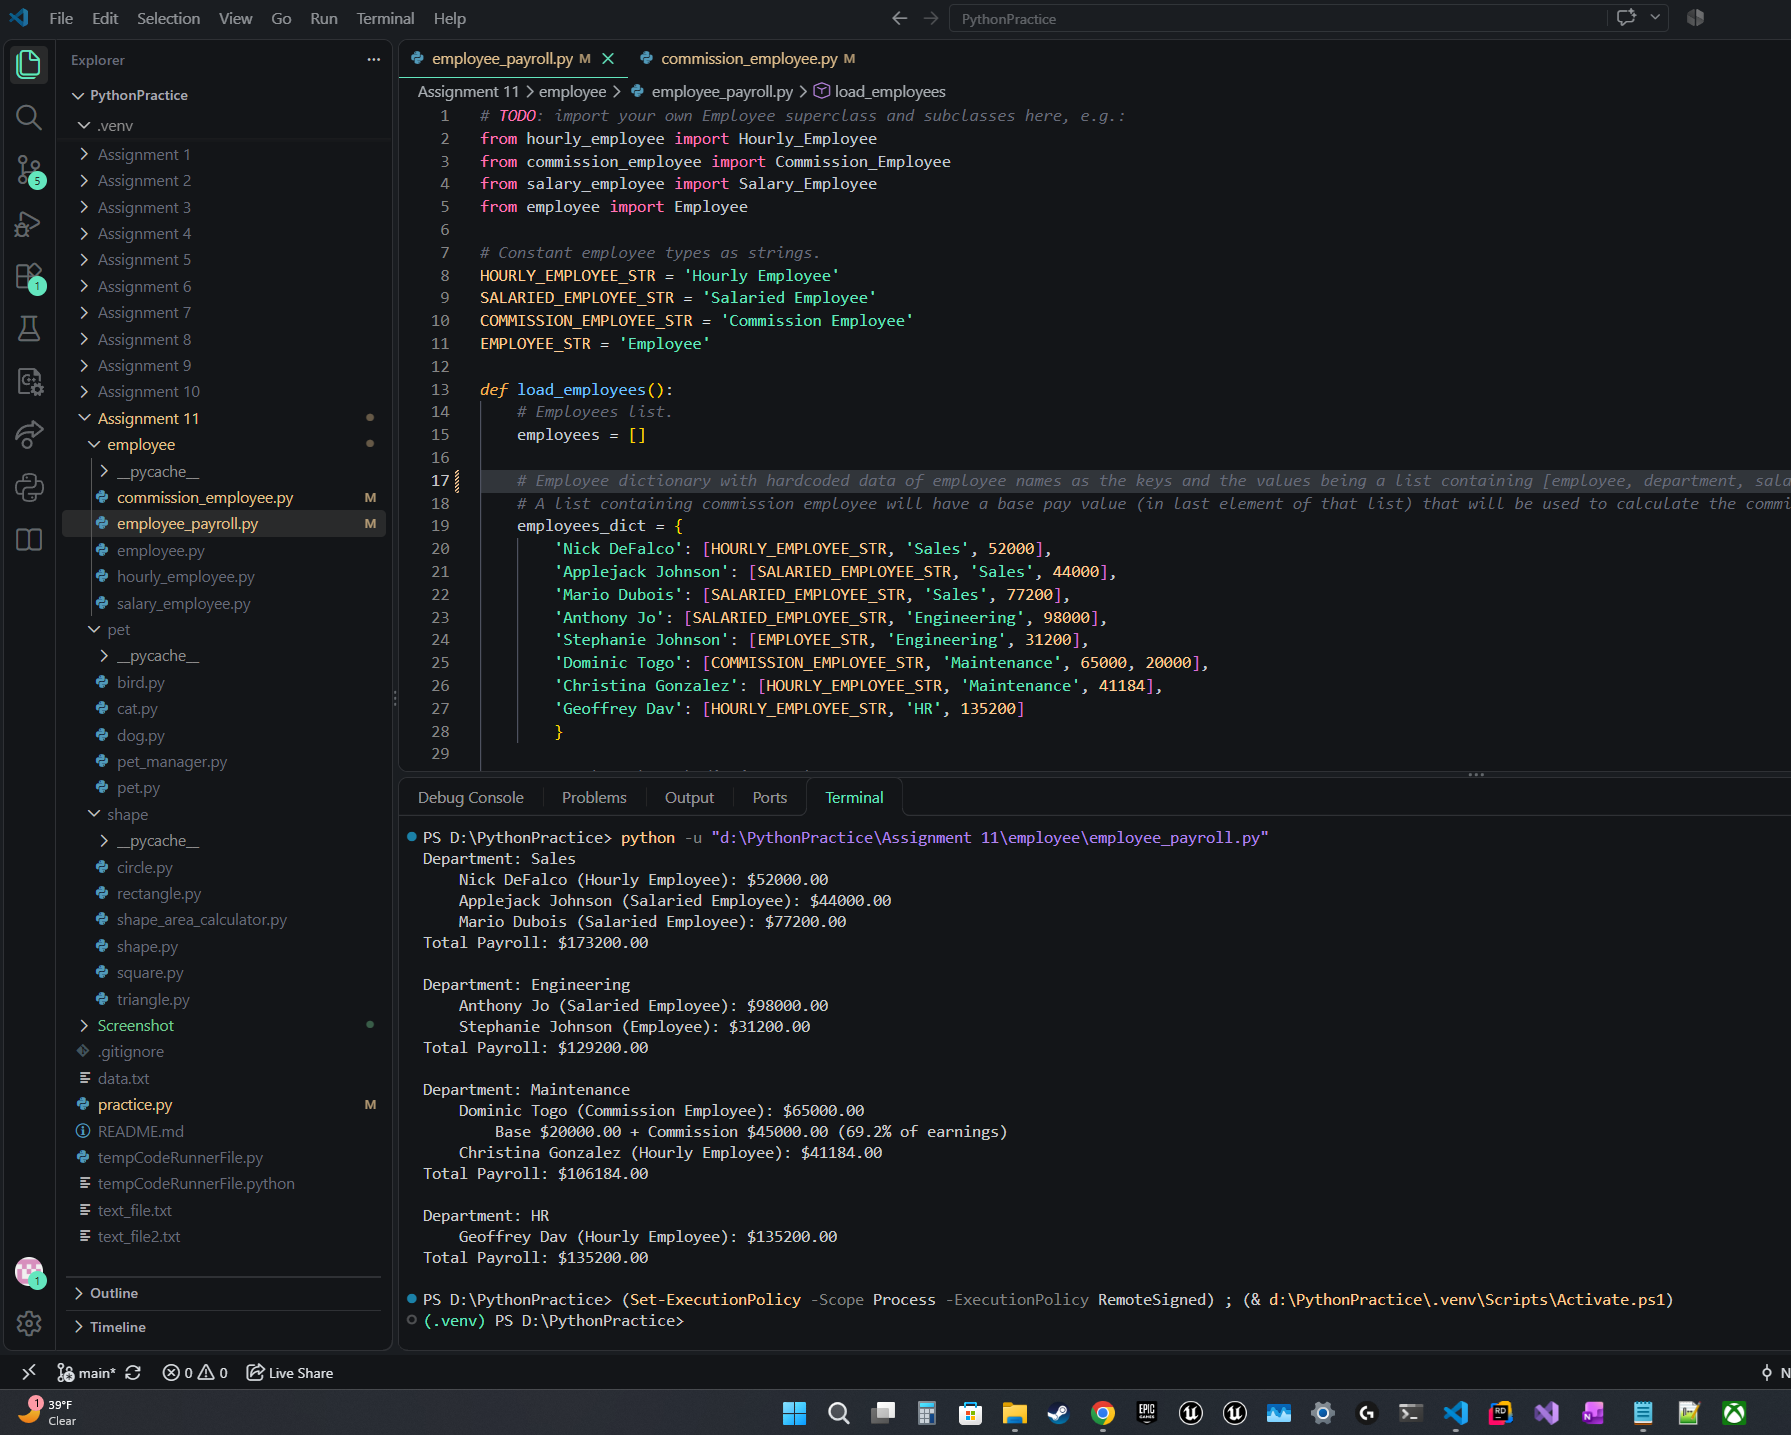 File Edit Selection View Go Run Terminal Help
PythonPractice
Explorer
PythonPractice
.venv
Assignment 1
Assignment 2
Assignment 3
Assignment 4
Assignment 5
Assignment 6
Assignment 7
Assignment 8
Assignment 9
Assignment 10
Assignment 11
employee
__pycache__
commission_employee.py M
employee_payroll.py M
employee.py
hourly_employee.py
salary_employee.py
pet
__pycache__
bird.py
cat.py
dog.py
pet_manager.py
pet.py
shape
__pycache__
circle.py
rectangle.py
shape_area_calculator.py
shape.py
square.py
triangle.py
Screenshot
.gitignore
data.txt
practice.py M
README.md
tempCodeRunnerFile.py
tempCodeRunnerFile.python
text_file.txt
text_file2.txt
Outline
Timeline
5
1
1
employee_payroll.py M
commission_employee.py M
Assignment 11 > employee > employee_payroll.py > load_employees
1 # TODO: import your own Employee superclass and subclasses here, e.g.:
2 from hourly_employee import Hourly_Employee
3 from commission_employee import Commission_Employee
4 from salary_employee import Salary_Employee
5 from employee import Employee
6
7 # Constant employee types as strings.
8 HOURLY_EMPLOYEE_STR = 'Hourly Employee'
9 SALARIED_EMPLOYEE_STR = 'Salaried Employee'
10 COMMISSION_EMPLOYEE_STR = 'Commission Employee'
11 EMPLOYEE_STR = 'Employee'
12
13 def load_employees():
14 # Employees list.
15 employees = []
16
17 # Employee dictionary with hardcoded data of employee names as the keys and the values being a list containing [employee, department, sala
18 # A list containing commission employee will have a base pay value (in last element of that list) that will be used to calculate the commi
19 employees_dict = {
20 'Nick DeFalco': [HOURLY_EMPLOYEE_STR, 'Sales', 52000],
21 'Applejack Johnson': [SALARIED_EMPLOYEE_STR, 'Sales', 44000],
22 'Mario Dubois': [SALARIED_EMPLOYEE_STR, 'Sales', 77200],
23 'Anthony Jo': [SALARIED_EMPLOYEE_STR, 'Engineering', 98000],
24 'Stephanie Johnson': [EMPLOYEE_STR, 'Engineering', 31200],
25 'Dominic Togo': [COMMISSION_EMPLOYEE_STR, 'Maintenance', 65000, 20000],
26 'Christina Gonzalez': [HOURLY_EMPLOYEE_STR, 'Maintenance', 41184],
27 'Geoffrey Dav': [HOURLY_EMPLOYEE_STR, 'HR', 135200]
28 }
29
Debug Console Problems Output Ports Terminal
PS D:\PythonPractice> python -u "d:\PythonPractice\Assignment 11\employee\employee_payroll.py"
Department: Sales
Nick DeFalco (Hourly Employee): $52000.00
Applejack Johnson (Salaried Employee): $44000.00
Mario Dubois (Salaried Employee): $77200.00
Total Payroll: $173200.00
Department: Engineering
Anthony Jo (Salaried Employee): $98000.00
Stephanie Johnson (Employee): $31200.00
Total Payroll: $129200.00
Department: Maintenance
Dominic Togo (Commission Employee): $65000.00
Base $20000.00 + Commission $45000.00 (69.2% of earnings)
Christina Gonzalez (Hourly Employee): $41184.00
Total Payroll: $106184.00
Department: HR
Geoffrey Dav (Hourly Employee): $135200.00
Total Payroll: $135200.00
PS D:\PythonPractice> (Set-ExecutionPolicy -Scope Process -ExecutionPolicy RemoteSigned) ; (& d:\PythonPractice\.venv\Scripts\Activate.ps1)
(.venv) PS D:\PythonPractice>
main* 0 0 Live Share
1
39°F
Clear
EPIC GAMES
RD
N